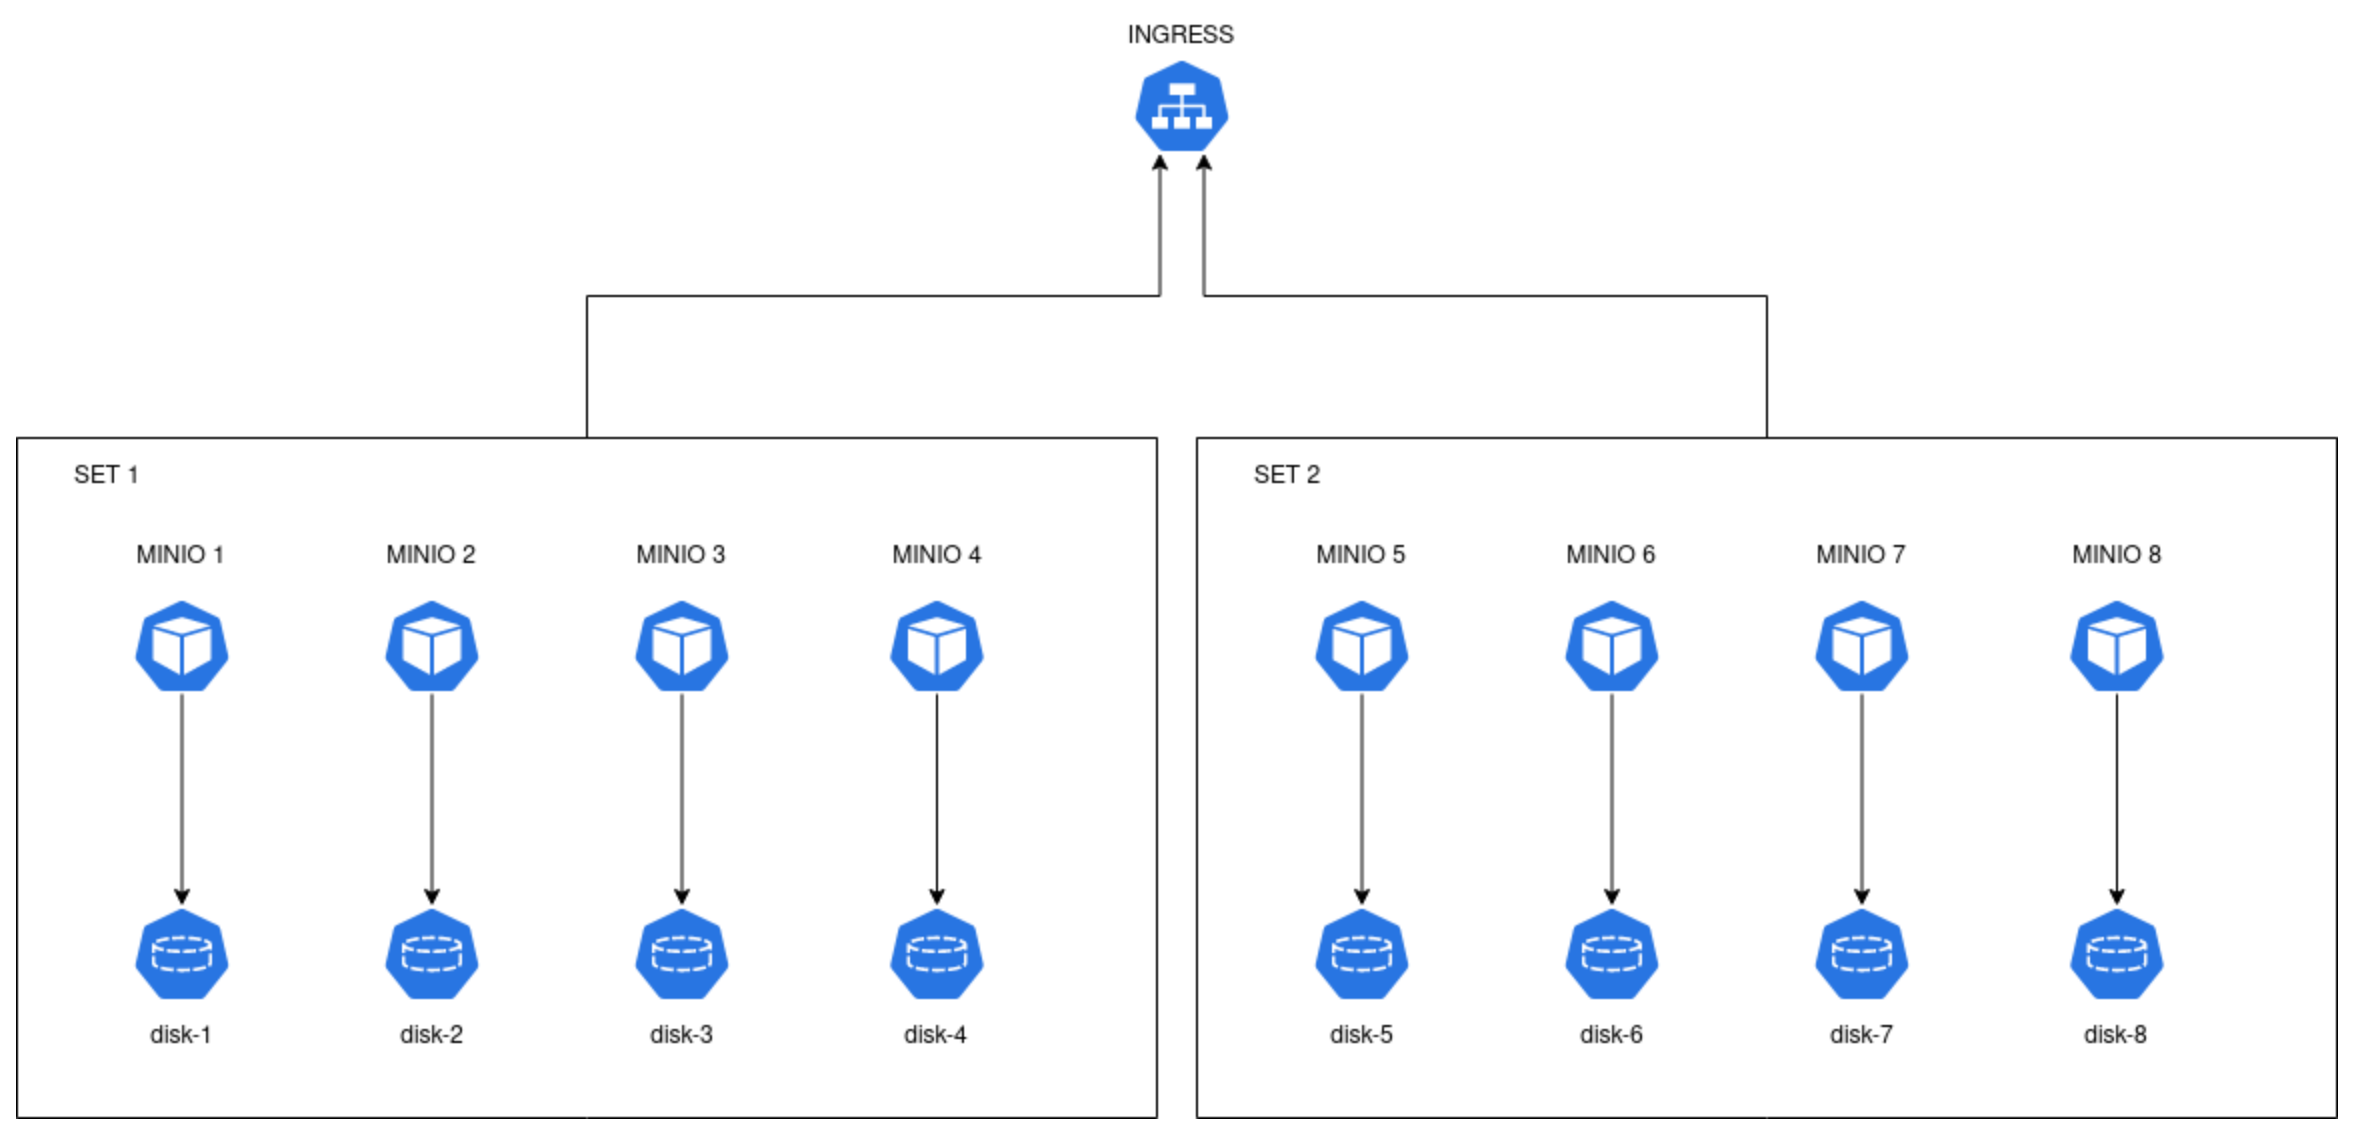 INGRESS
SET 1
SET 2
MINIO 1
MINIO 2
MINIO 3
MINIO 4
MINIO 5
MINIO 6
MINIO 7
MINIO 8
disk-1
disk-2
disk-3
disk-4
disk-5
disk-6
disk-7
disk-8